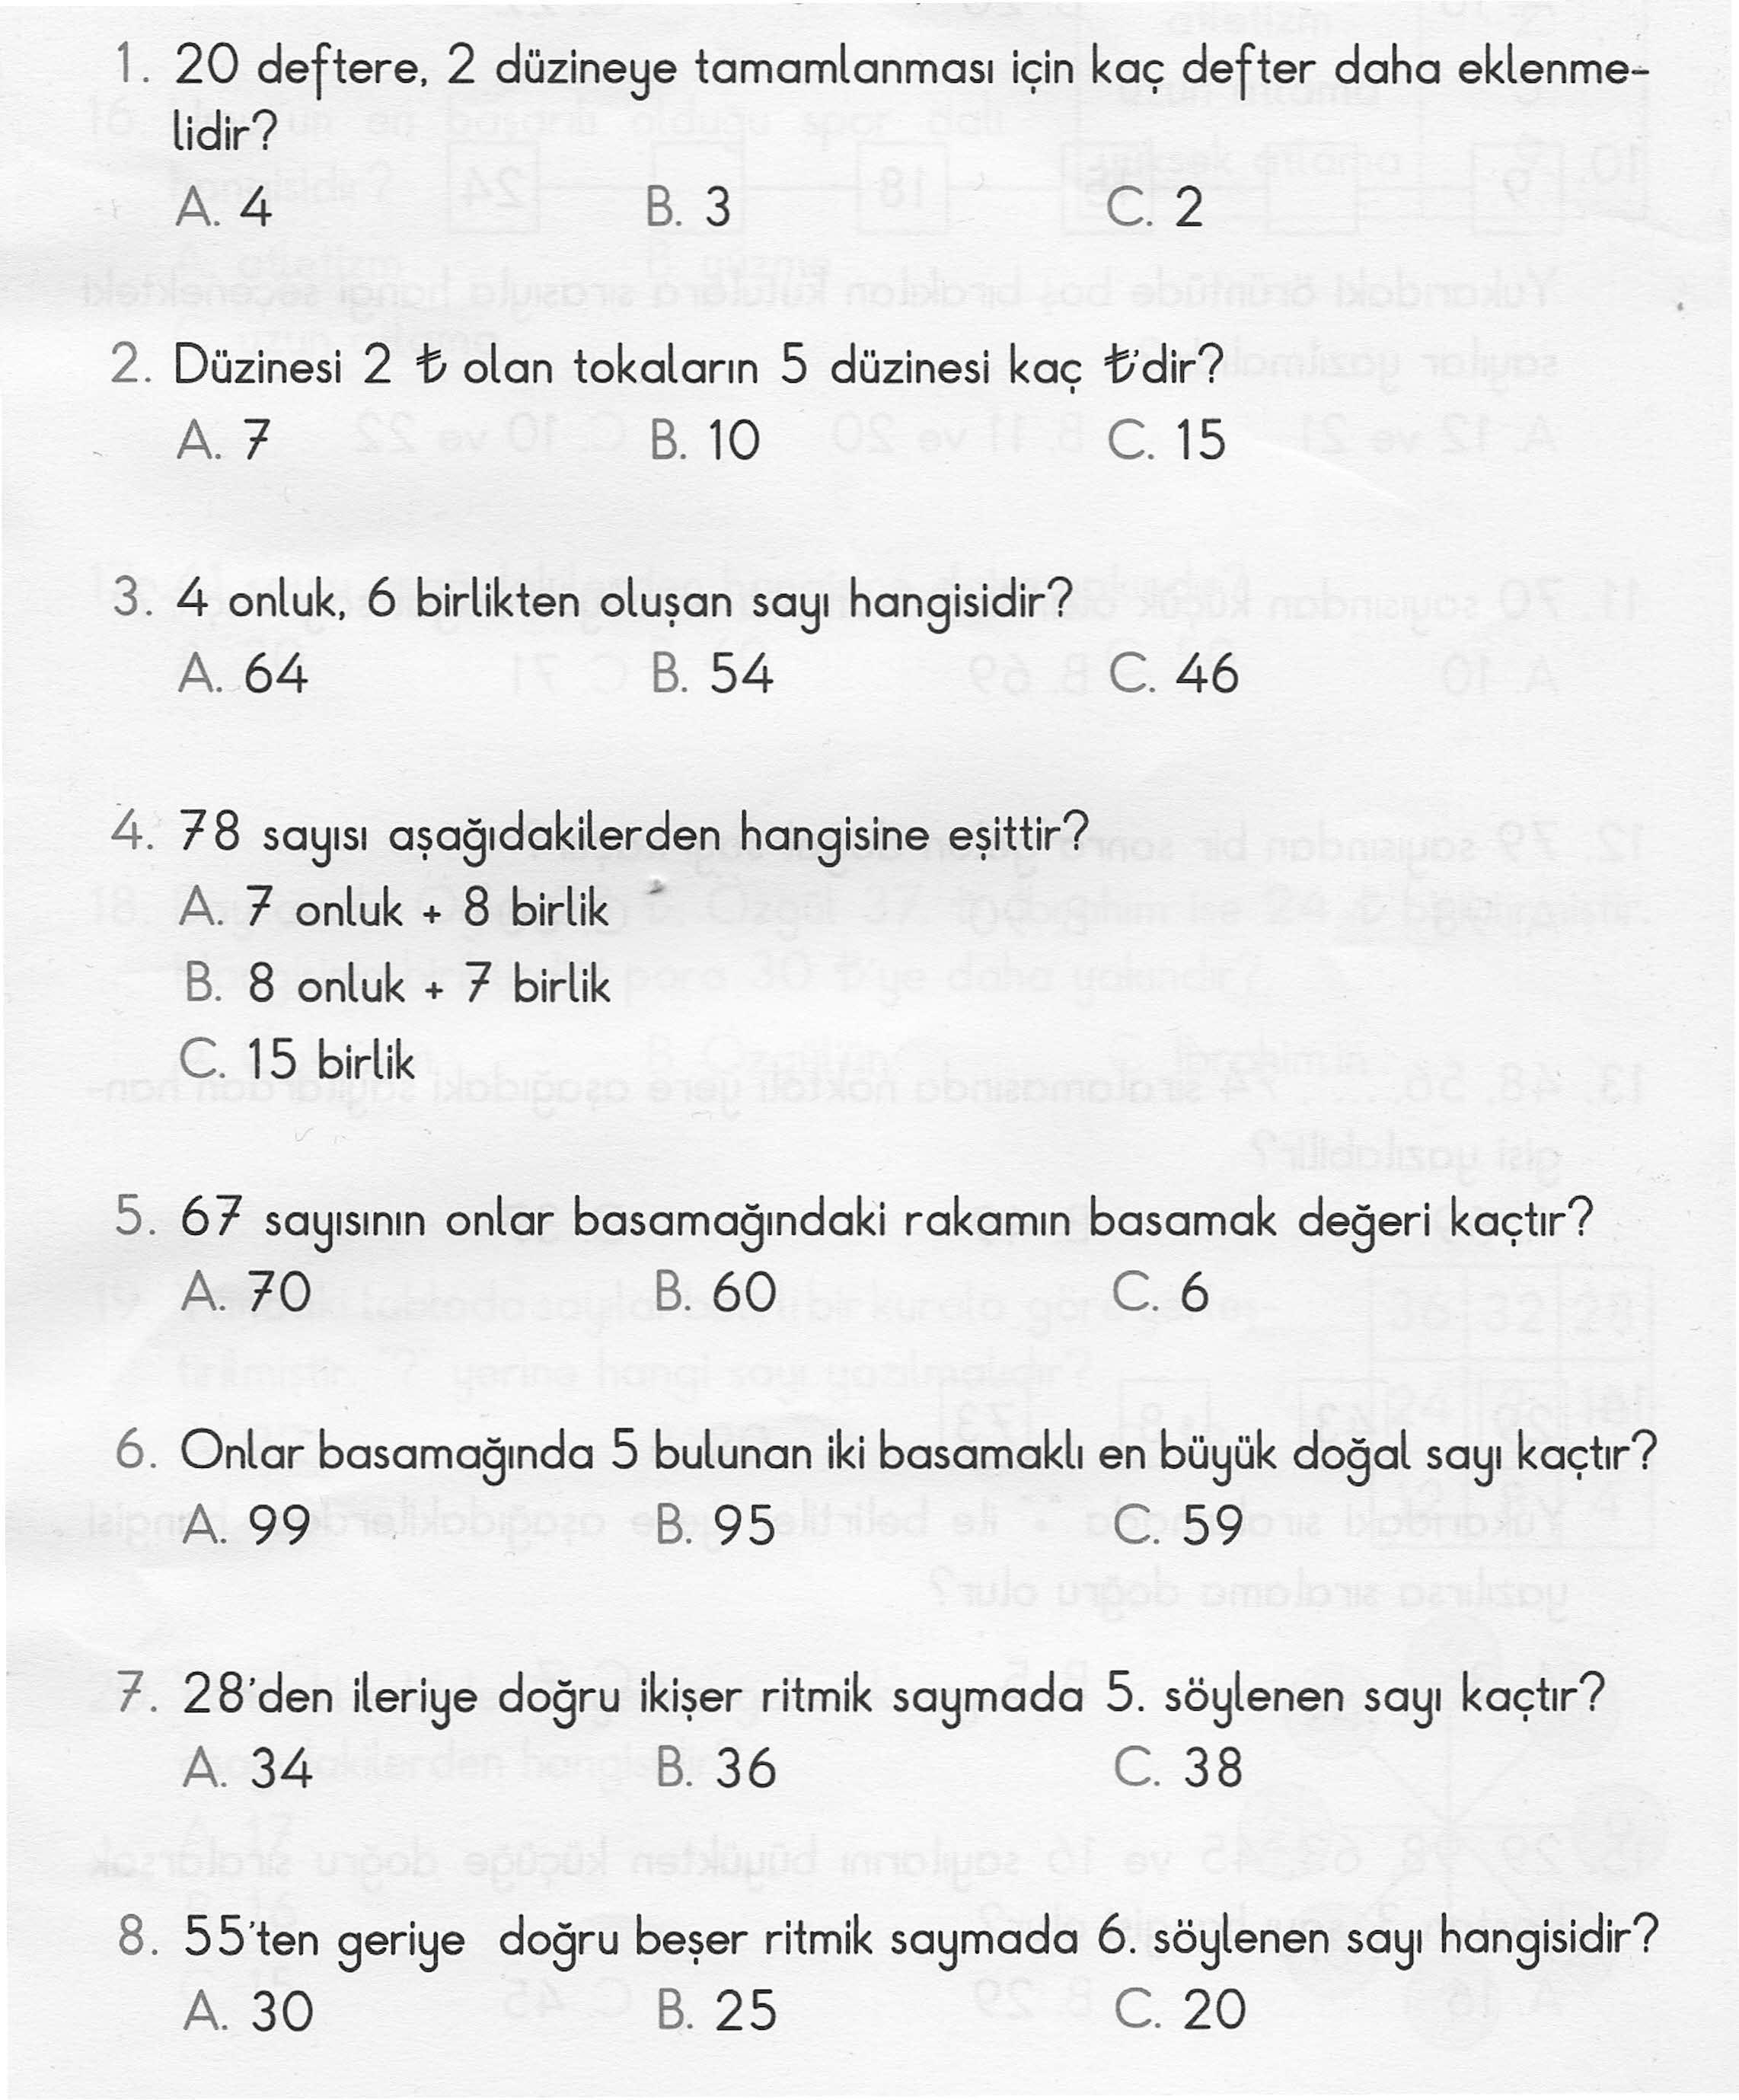 1. 20 deftere, 2 düzineye tamamlanması için kaç defter daha eklenme-
lidir?
A. 4 B. 3 C. 2
2. Düzinesi 2 ₺ olan tokaların 5 düzinesi kaç ₺'dir?
A. 7 B. 10 C. 15
3. 4 onluk, 6 birlikten oluşan sayı hangisidir?
A. 64 B. 54 C. 46
4. 78 sayısı aşağıdakilerden hangisine eşittir?
A. 7 onluk + 8 birlik
B. 8 onluk + 7 birlik
C. 15 birlik
5. 67 sayısının onlar basamağındaki rakamın basamak değeri kaçtır?
A. 70 B. 60 C. 6
6. Onlar basamağında 5 bulunan iki basamaklı en büyük doğal sayı kaçtır?
A. 99 B. 95 C. 59
7. 28'den ileriye doğru ikişer ritmik saymada 5. söylenen sayı kaçtır?
A. 34 B. 36 C. 38
8. 55'ten geriye doğru beşer ritmik saymada 6. söylenen sayı hangisidir?
A. 30 B. 25 C. 20